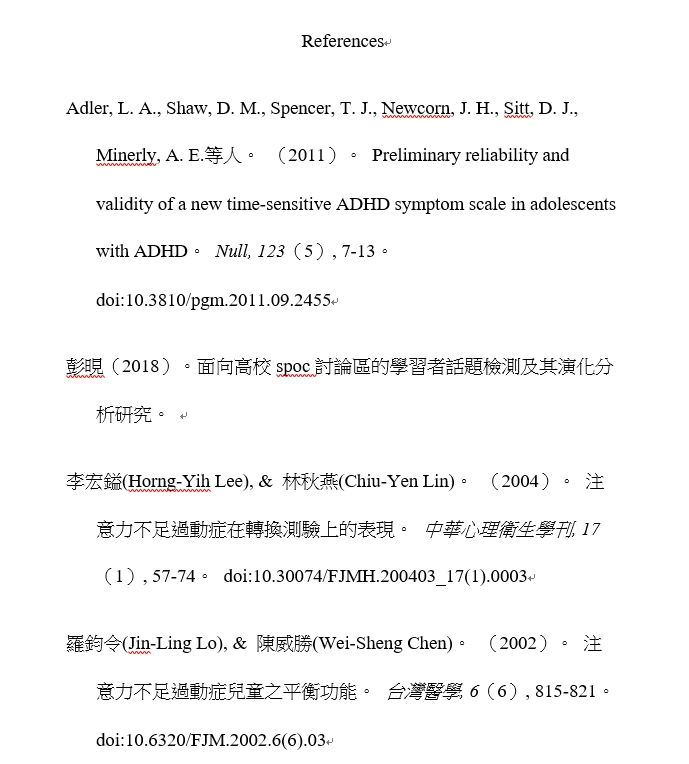 References
Adler, L. A., Shaw, D. M., Spencer, T. J., Newcorn, J. H., Sitt, D. J.,
Minerly, A. E.等人。 （2011）。 Preliminary reliability and
validity of a new time-sensitive ADHD symptom scale in adolescents
with ADHD。 Null, 123（5）, 7-13。
doi:10.3810/pgm.2011.09.2455
彭晛（2018）。面向高校 spoc 討論區的學習者話題檢測及其演化分
析研究。
李宏鎰(Horng-Yih Lee), & 林秋燕(Chiu-Yen Lin)。 （2004）。 注
意力不足過動症在轉換測驗上的表現。 中華心理衛生學刊, 17
（1）, 57-74。 doi:10.30074/FJMH.200403_17(1).0003
羅鈞令(Jin-Ling Lo), & 陳威勝(Wei-Sheng Chen)。 （2002）。 注
意力不足過動症兒童之平衡功能。 台灣醫學, 6（6）, 815-821。
doi:10.6320/FJM.2002.6(6).03